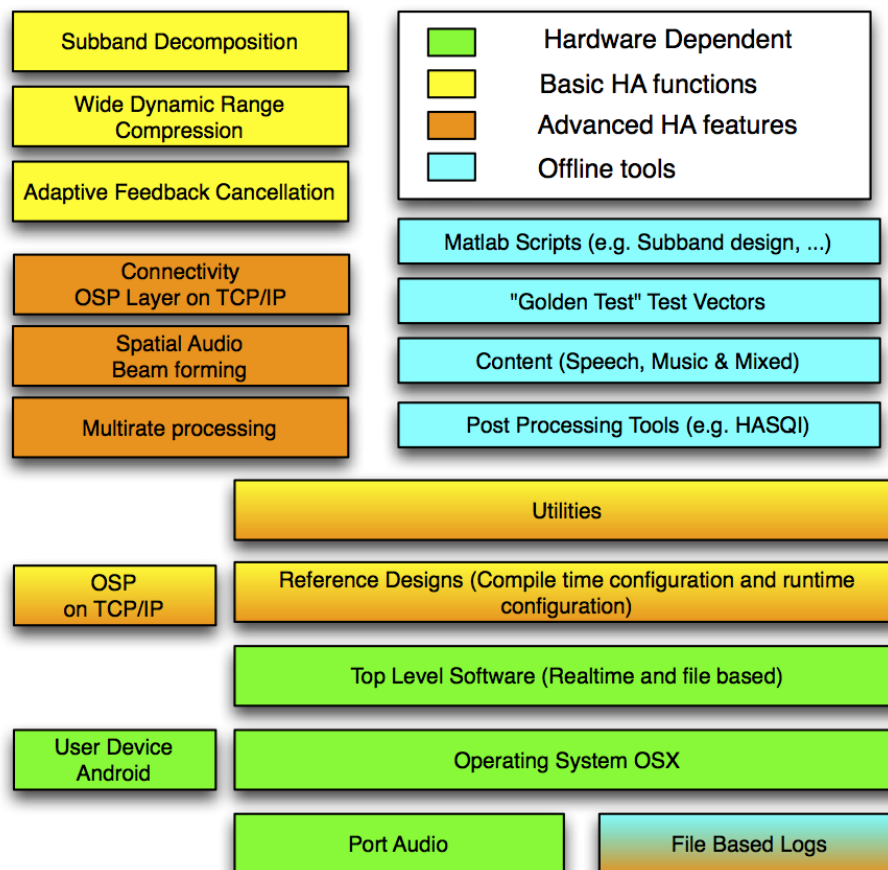 Subband Decomposition
Wide Dynamic Range
Compression
Adaptive Feedback Cancellation
Connectivity
OSP Layer on TCP/IP
Spatial Audio
Beam forming
Multirate processing
Hardware Dependent
Basic HA functions
Advanced HA features
Offline tools
Matlab Scripts (e.g. Subband design, ...)
"Golden Test" Test Vectors
Content (Speech, Music & Mixed)
Post Processing Tools (e.g. HASQI)
Utilities
OSP
on TCP/IP
Reference Designs (Compile time configuration and runtime
configuration)
Top Level Software (Realtime and file based)
User Device
Android
Operating System OSX
Port Audio
File Based Logs